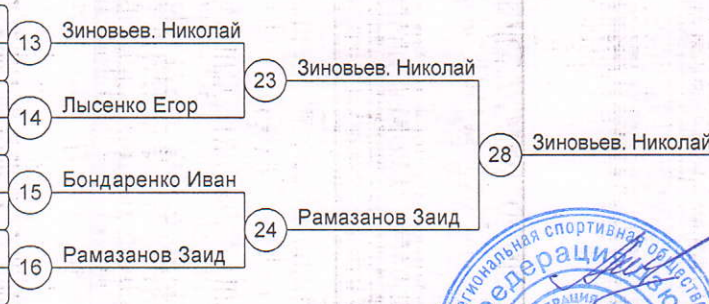 13
Зиновьев. Николай
23
Зиновьев. Николай
14
Лысенко Егор
28
Зиновьев. Николай
15
Бондаренко Иван
24
Рамазанов Заид
16
Рамазанов Заид
спортивная